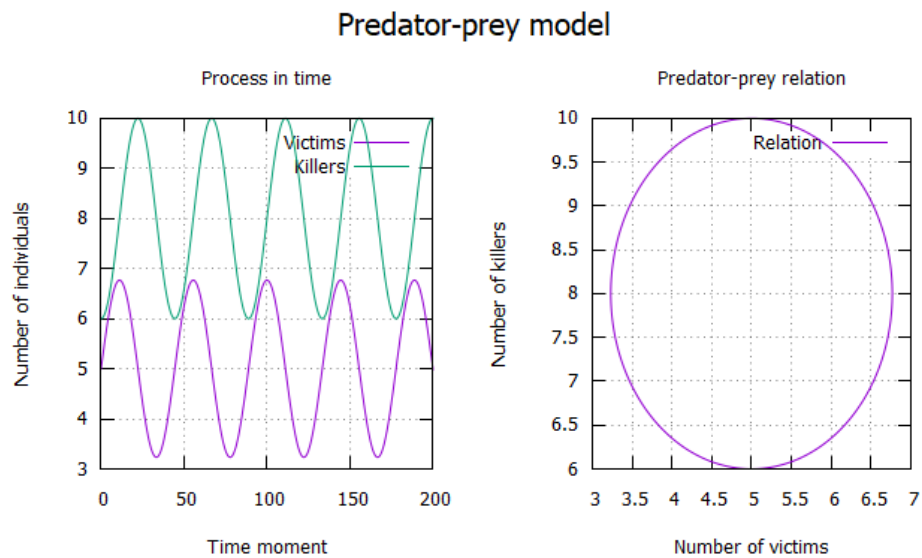 Predator-prey model
Process in time
10
9
8
7
6
5
4
3
0 50 100 150 200
Number of individuals
Time moment
Victims
Killers
Predator-prey relation
10
9.5
9
8.5
8
7.5
7
6.5
6
3 3.5 4 4.5 5 5.5 6 6.5 7
Number of killers
Number of victims
Relation